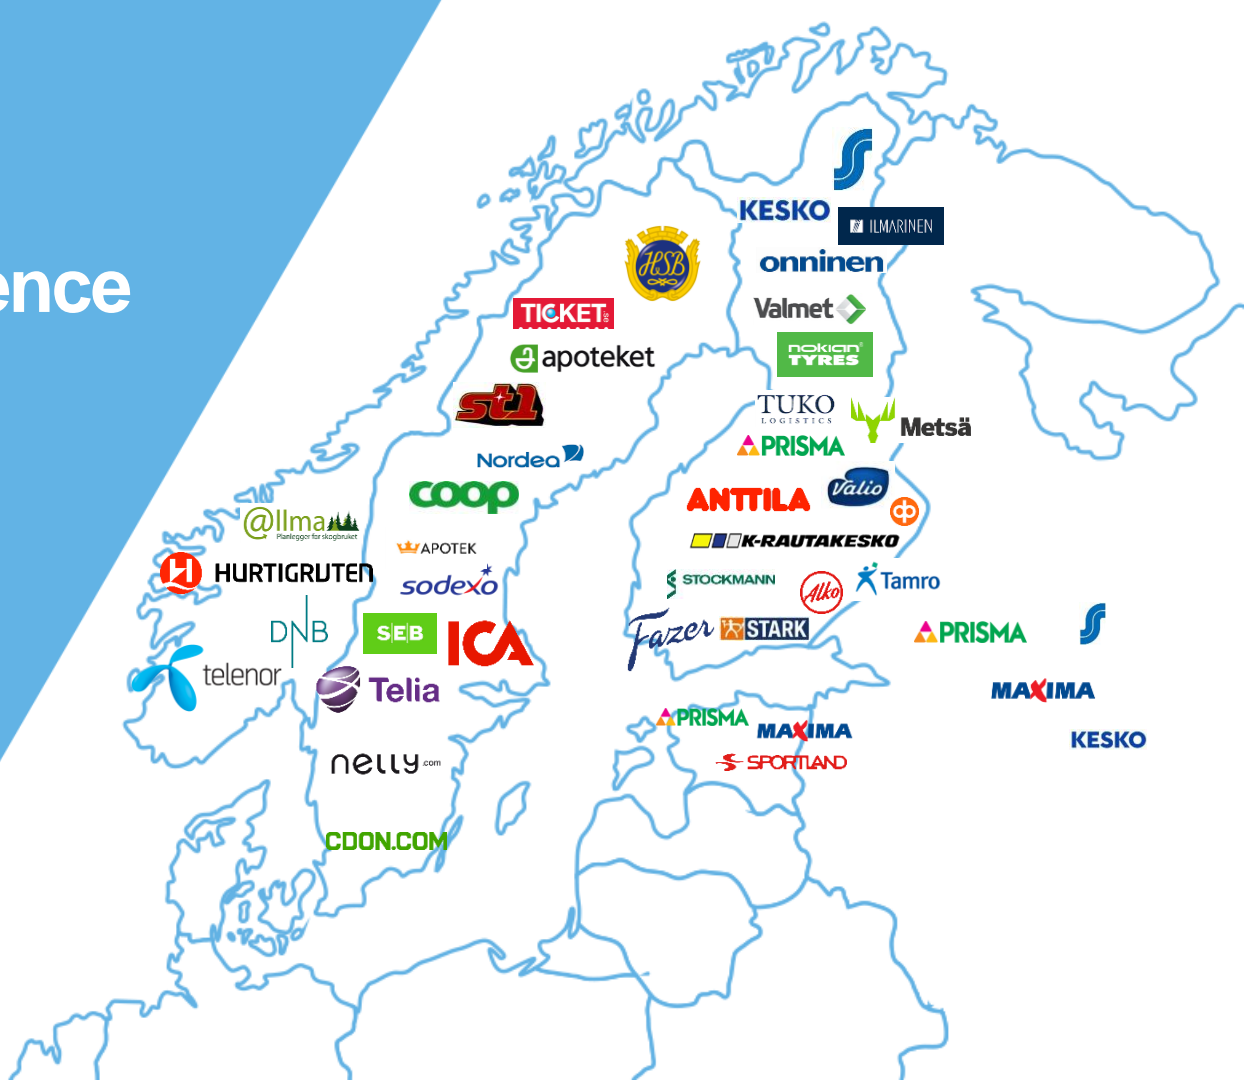 ence
KESKO
ILMARINEN
HSB
onninen
TICKET.se
Valmet
nokian®
TYRES
apoteket
st1
TUKO
LOGISTICS
Metsä
PRISMA
Nordea
Valio
coop
ANTTILA
@llma
Planlegger for skogbruket
K-RAUTAKESKO
APOTEK
HURTIGRUTEN
sodexo
STOCKMANN
Alko
Tamro
DNB
SEB
ICA
Fazer
STARK
PRISMA
telenor
Telia
MAXIMA
PRISMA
MAXIMA
KESKO
nelly.com
SPORTLAND
CDON.COM